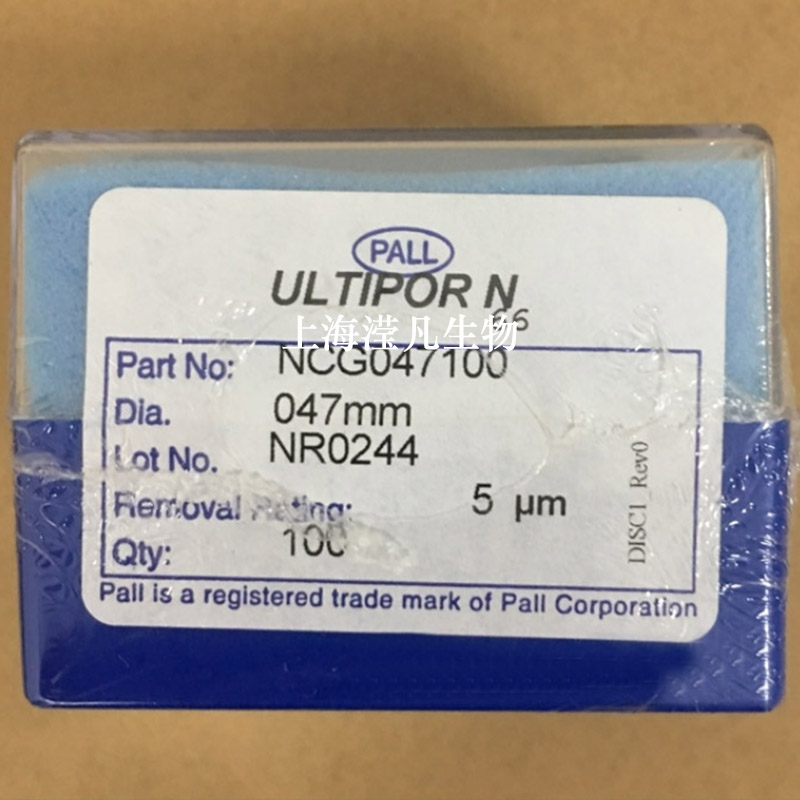 PALL
ULTIPOR N66
上海滢凡生物
Part No: NCG047100
Dia. 047mm
Lot No. NR0244
Removal Rating: 5 µm
Qty: 100
DISC1_Rev0
Pall is a registered trade mark of Pall Corporation